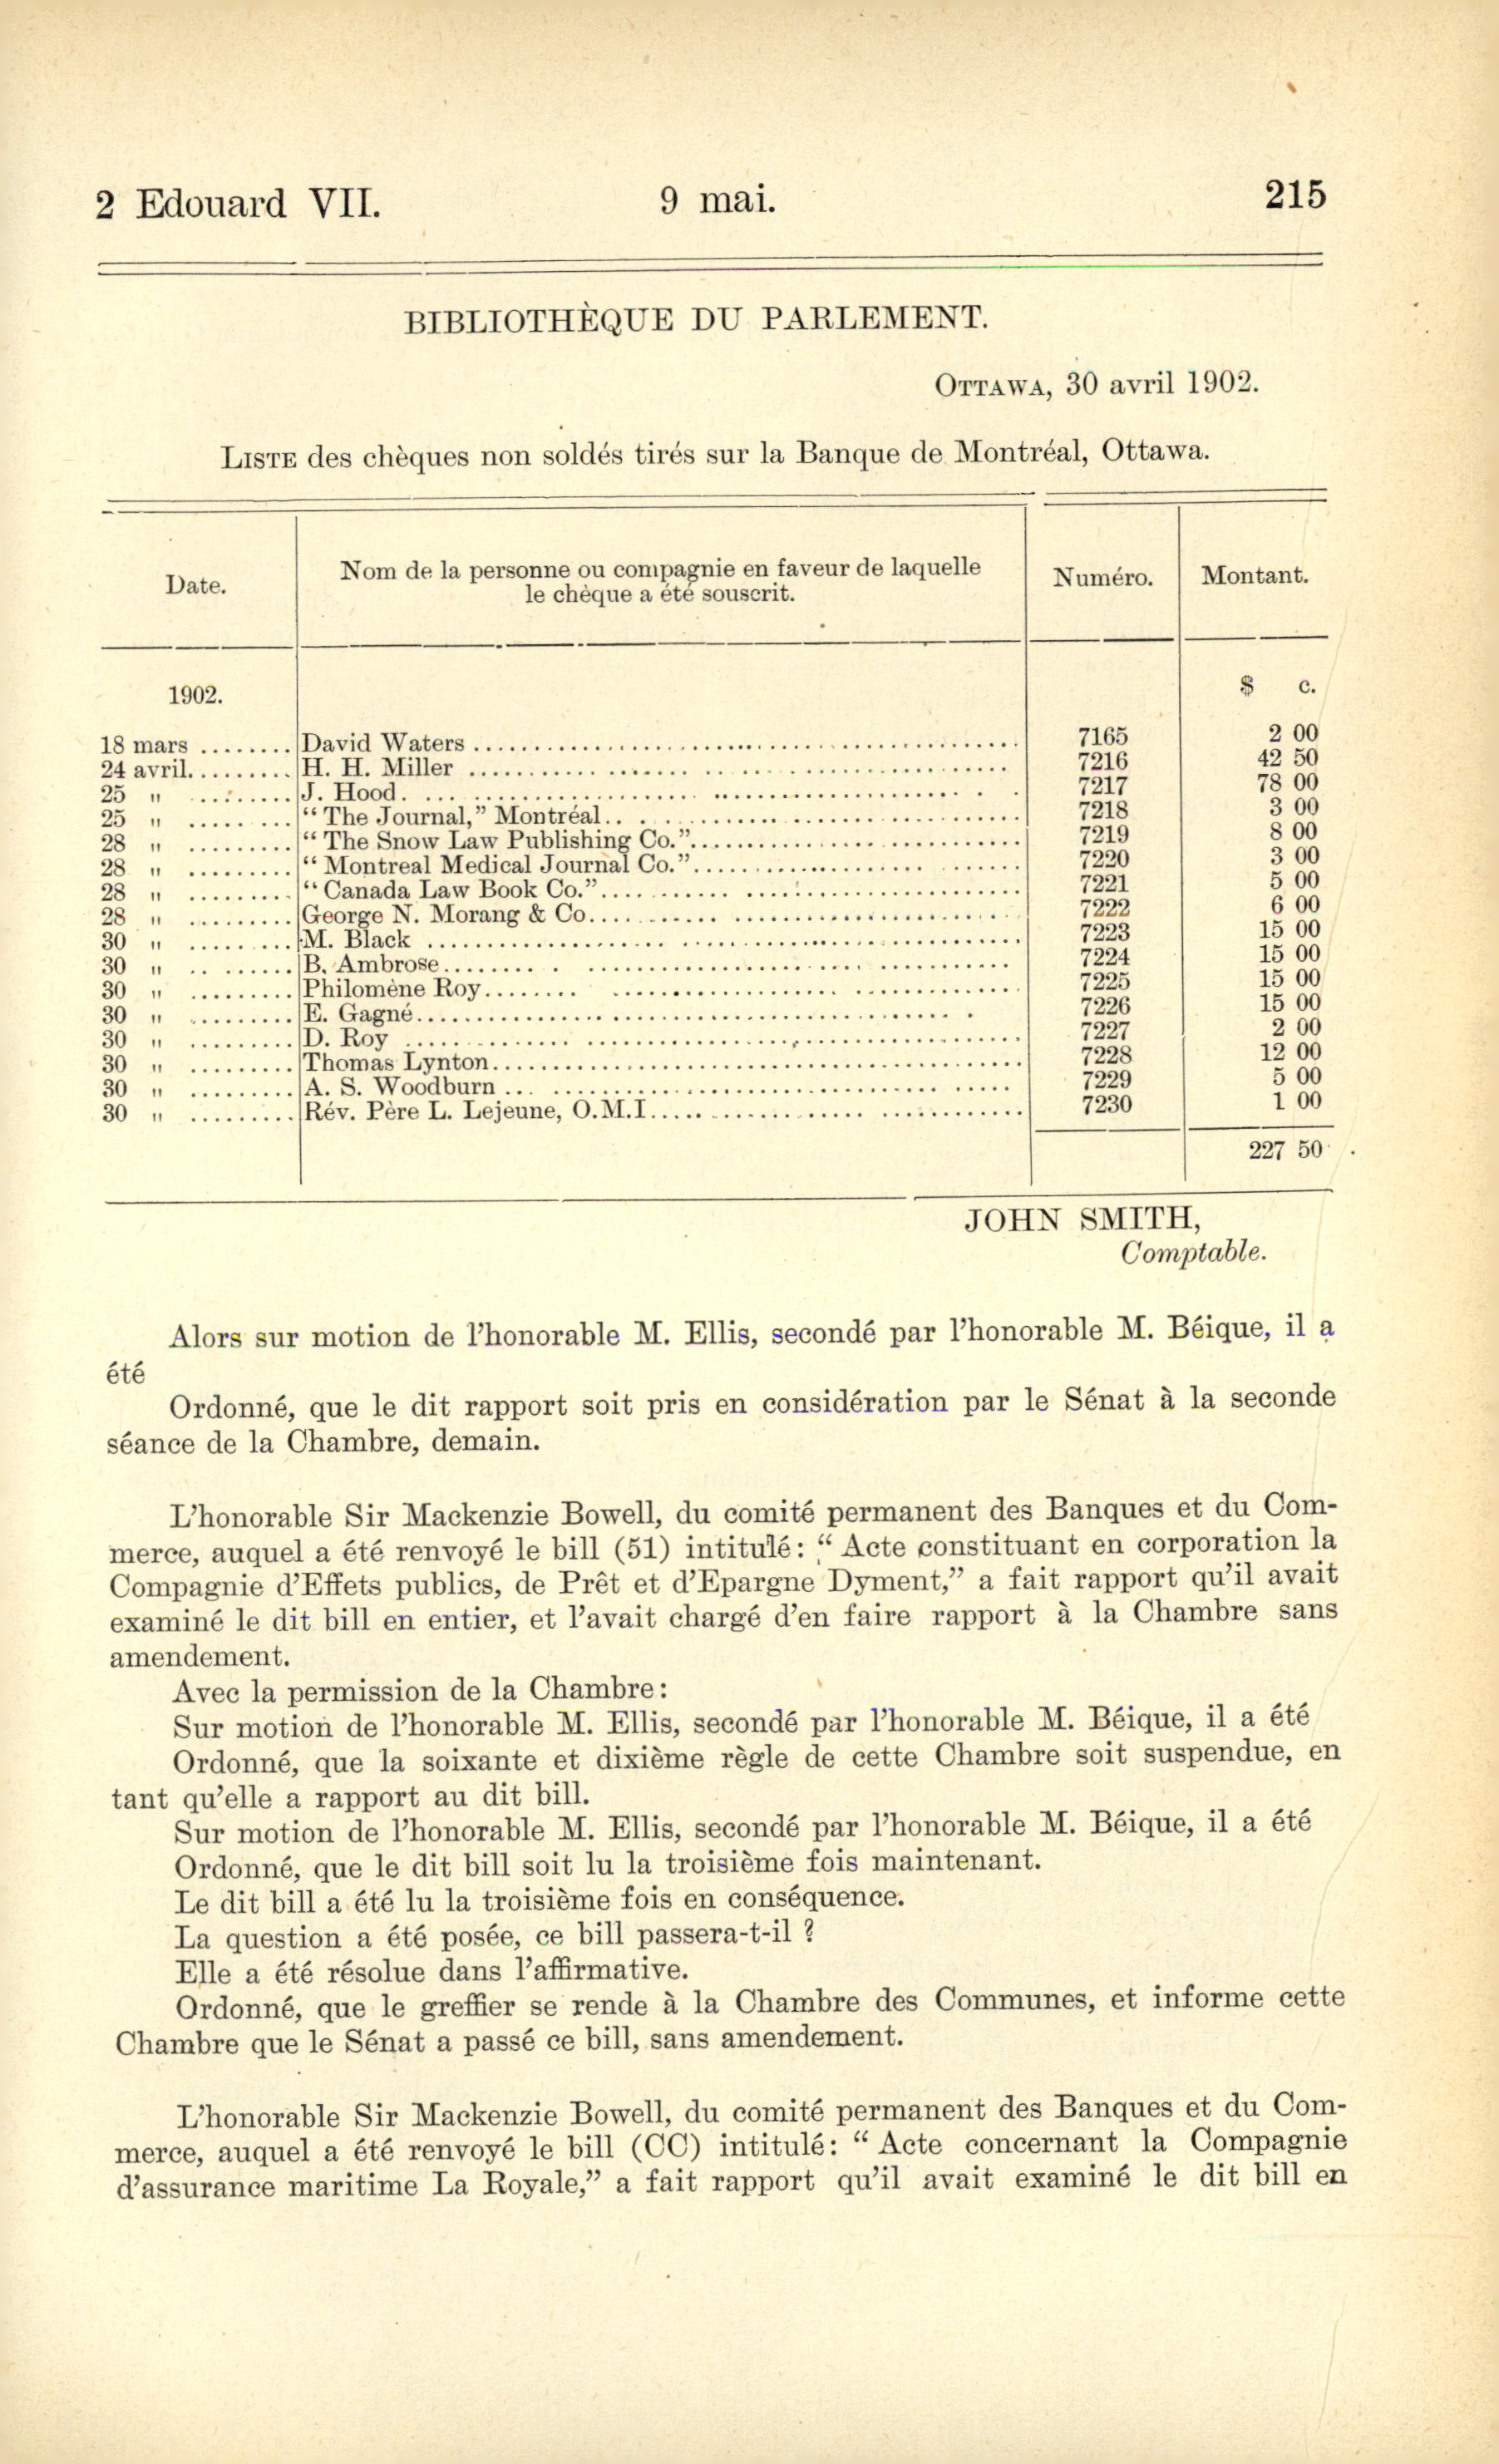 2 Edouard VII. 9 mai. 215
BIBLIOTHÈQUE DU PARLEMENT.
OTTAWA, 30 avril 1902.
LISTE des chèques non soldés tirés sur la Banque de Montréal, Ottawa.
Date. Nom de la personne ou compagnie en faveur de laquelle le chèque a été souscrit. Numéro. Montant.
1902. $ c.
18 mars ........ David Waters ........ 7165 2 00
24 avril ........ H. H. Miller ........ 7216 42 50
25 " ........ J. Hood ........ 7217 78 00
25 " ........ “ The Journal,” Montréal ........ 7218 3 00
28 " ........ “ The Snow Law Publishing Co.” ........ 7219 8 00
28 " ........ “ Montreal Medical Journal Co.” ........ 7220 3 00
28 " ........ “ Canada Law Book Co.” ........ 7221 5 00
28 " ........ George N. Morang & Co. ........ 7222 6 00
30 " ........ M. Black ........ 7223 15 00
30 " ........ B. Ambrose ........ 7224 15 00
30 " ........ Philomène Roy ........ 7225 15 00
30 " ........ E. Gagné ........ 7226 15 00
30 " ........ D. Roy ........ 7227 2 00
30 " ........ Thomas Lynton ........ 7228 12 00
30 " ........ A. S. Woodburn ........ 7229 5 00
30 " ........ Rév. Père L. Lejeune, O.M.I. ........ 7230 1 00
227 50
JOHN SMITH,
Comptable.
Alors sur motion de l’honorable M. Ellis, secondé par l’honorable M. Béique, il a
été
Ordonné, que le dit rapport soit pris en considération par le Sénat à la seconde
séance de la Chambre, demain.
L’honorable Sir Mackenzie Bowell, du comité permanent des Banques et du Com-
merce, auquel a été renvoyé le bill (51) intitulé: “ Acte constituant en corporation la
Compagnie d’Effets publics, de Prêt et d’Epargne Dyment,” a fait rapport qu’il avait
examiné le dit bill en entier, et l’avait chargé d’en faire rapport à la Chambre sans
amendement.
Avec la permission de la Chambre:
Sur motion de l’honorable M. Ellis, secondé par l’honorable M. Béique, il a été
Ordonné, que la soixante et dixième règle de cette Chambre soit suspendue, en
tant qu’elle a rapport au dit bill.
Sur motion de l’honorable M. Ellis, secondé par l’honorable M. Béique, il a été
Ordonné, que le dit bill soit lu la troisième fois maintenant.
Le dit bill a été lu la troisième fois en conséquence.
La question a été posée, ce bill passera-t-il ?
Elle a été résolue dans l’affirmative.
Ordonné, que le greffier se rende à la Chambre des Communes, et informe cette
Chambre que le Sénat a passé ce bill, sans amendement.
L’honorable Sir Mackenzie Bowell, du comité permanent des Banques et du Com-
merce, auquel a été renvoyé le bill (CC) intitulé: “ Acte concernant la Compagnie
d’assurance maritime La Royale,” a fait rapport qu’il avait examiné le dit bill en